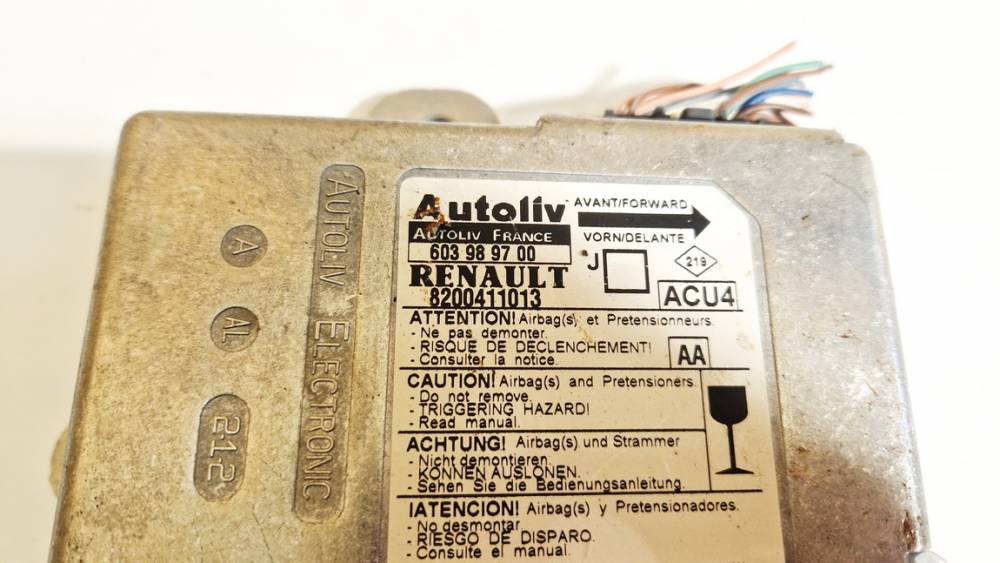 A
AL
212
AUTOLIV ELECTRONIC
Autoliv
AUTOLIV FRANCE
603 98 97 00
RENAULT
8200411013
AVANT/FORWARD
VORN/DELANTE
J
219
ACU4
ATTENTION! Airbag(s) et Pretensionneurs.
- Ne pas demonter.
- RISQUE DE DECLENCHEMENT!
- Consulter la notice.
AA
CAUTION! Airbag(s) and Pretensioners.
- Do not remove.
- TRIGGERING HAZARD!
- Read manual.
ACHTUNG! Airbag(s) und Strammer
- Nicht demontieren.
- KONNEN AUSLONEN.
- Sehen Sie die Bedienungsanleitung.
IATENCION! Airbag(s) y Pretensionadores.
- No desmontar.
- RIESGO DE DISPARO.
- Consulte el manual.